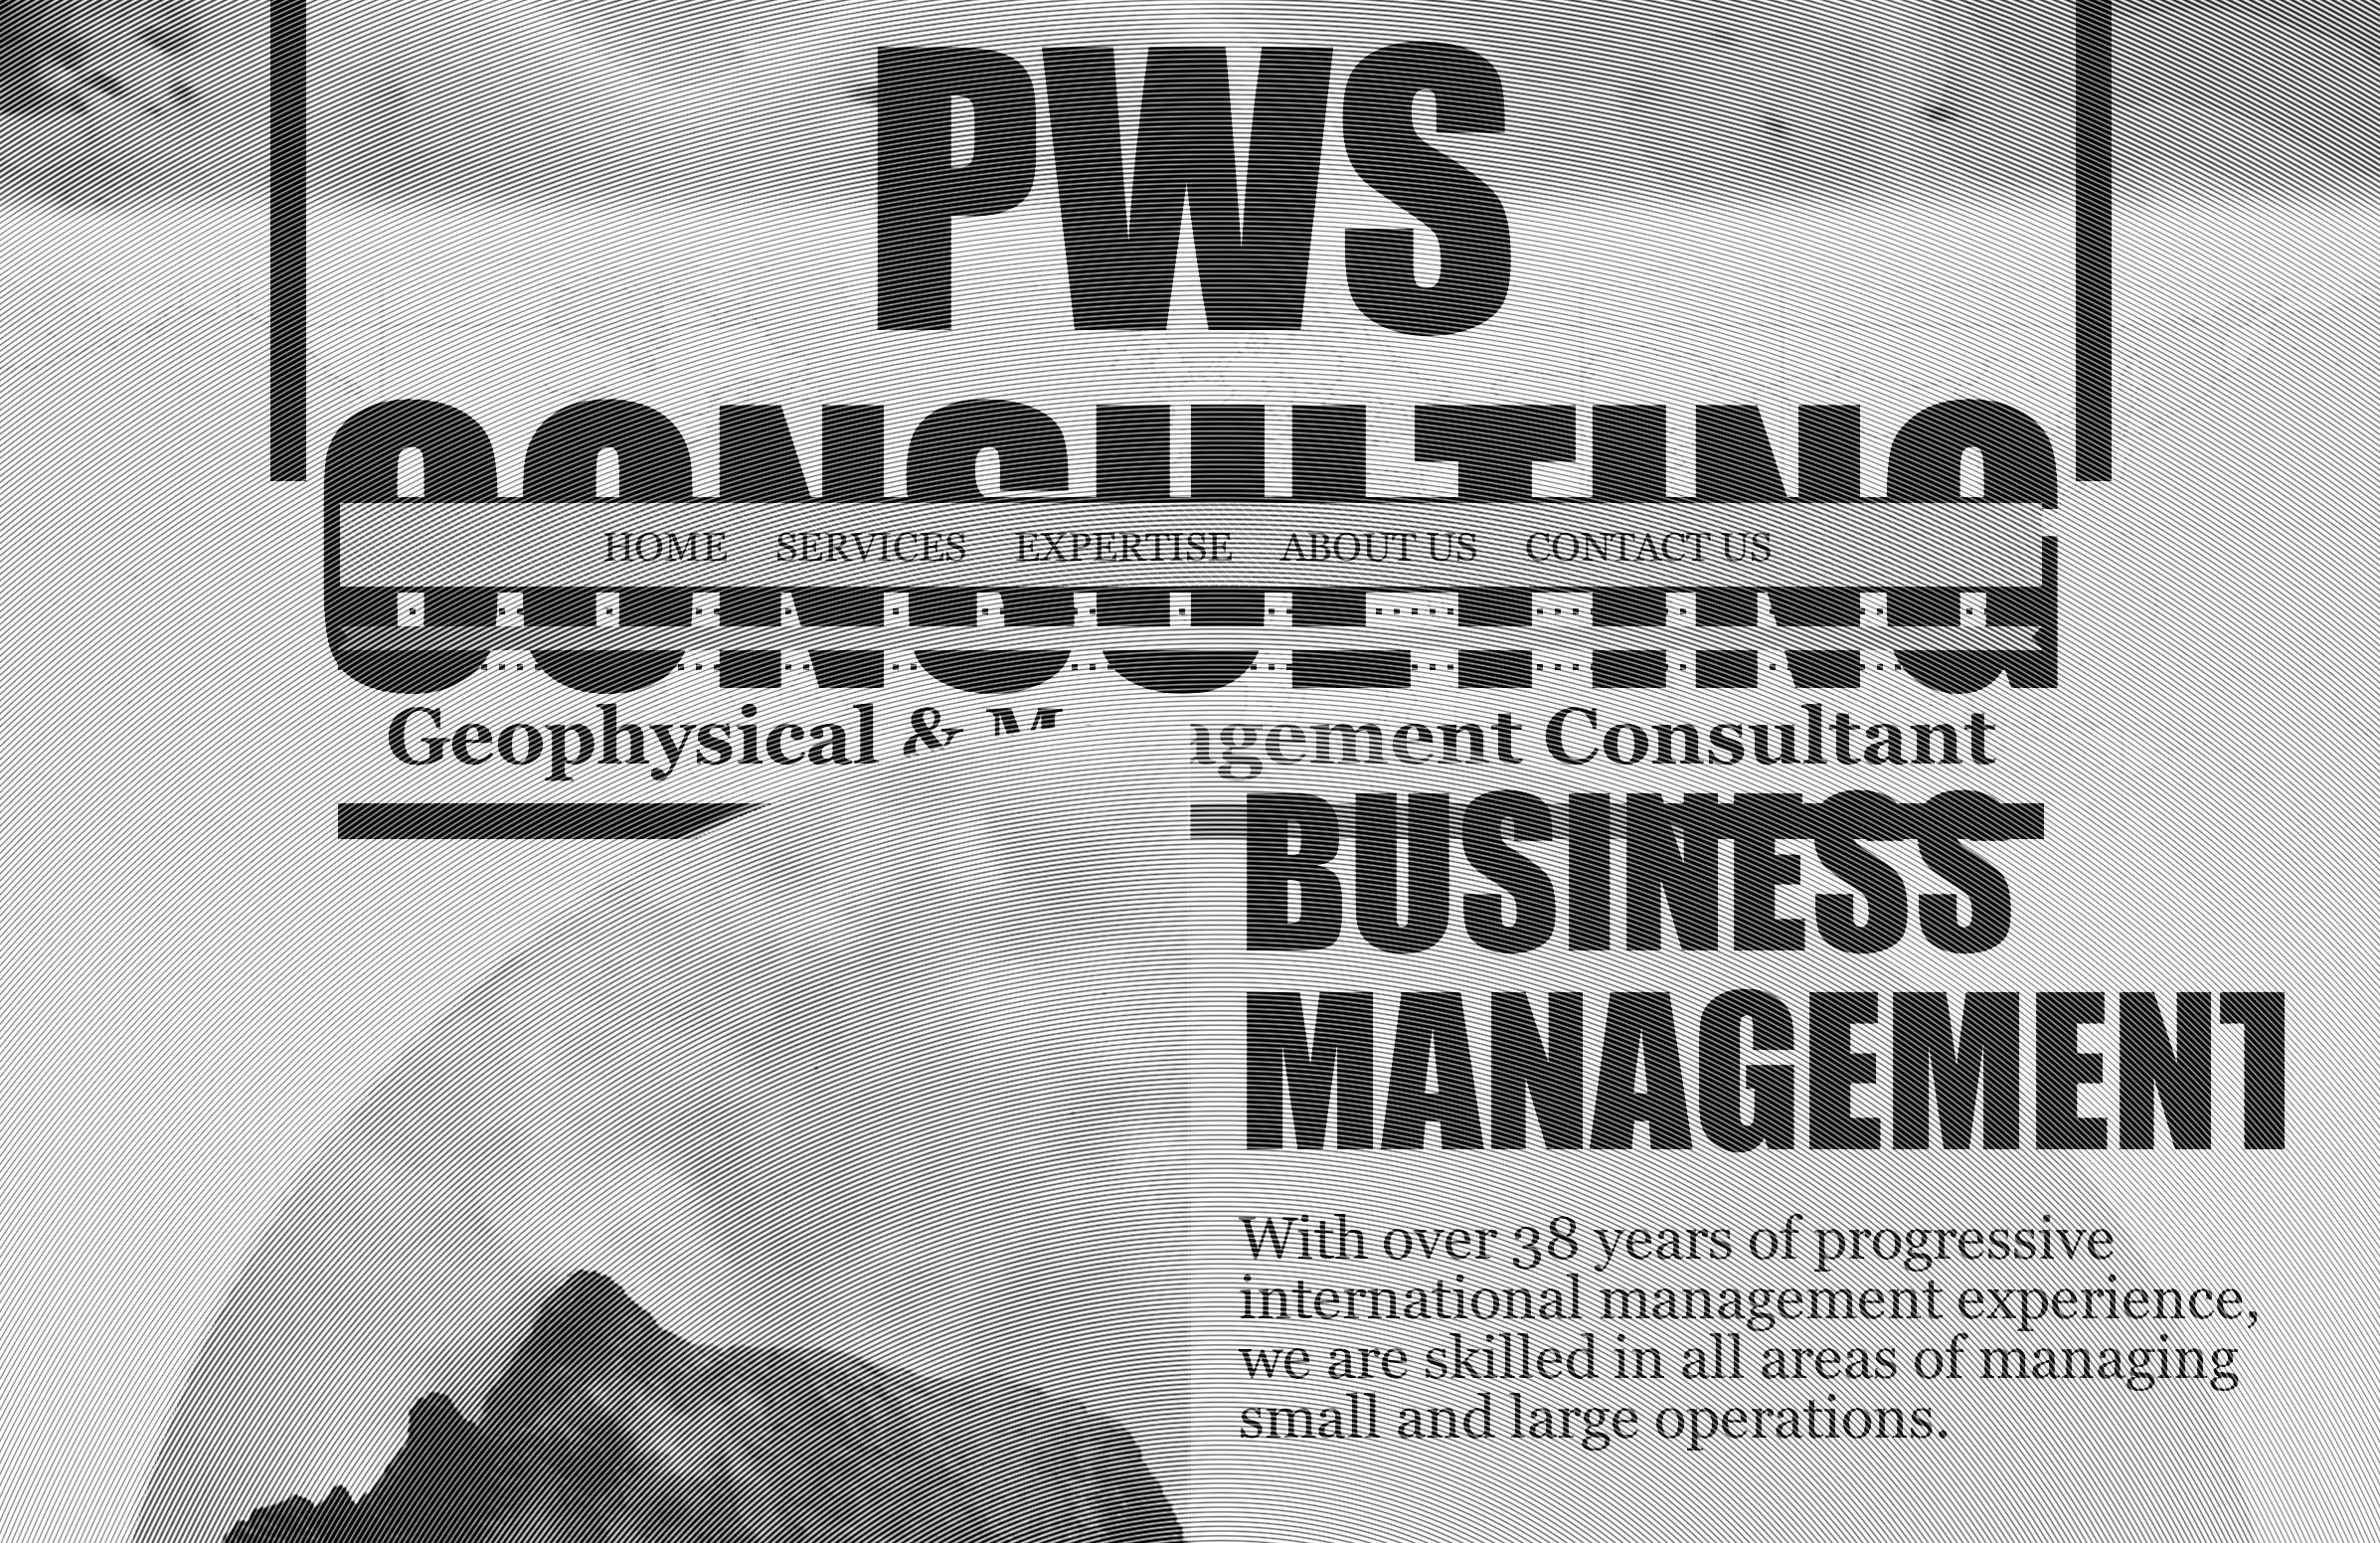 PWS
CONSULTING
HOME SERVICES EXPERTISE ABOUT US CONTACT US
Geophysical & Management Consultant
BUSINESS
MANAGEMENT
With over 38 years of progressive
international management experience,
we are skilled in all areas of managing
small and large operations.